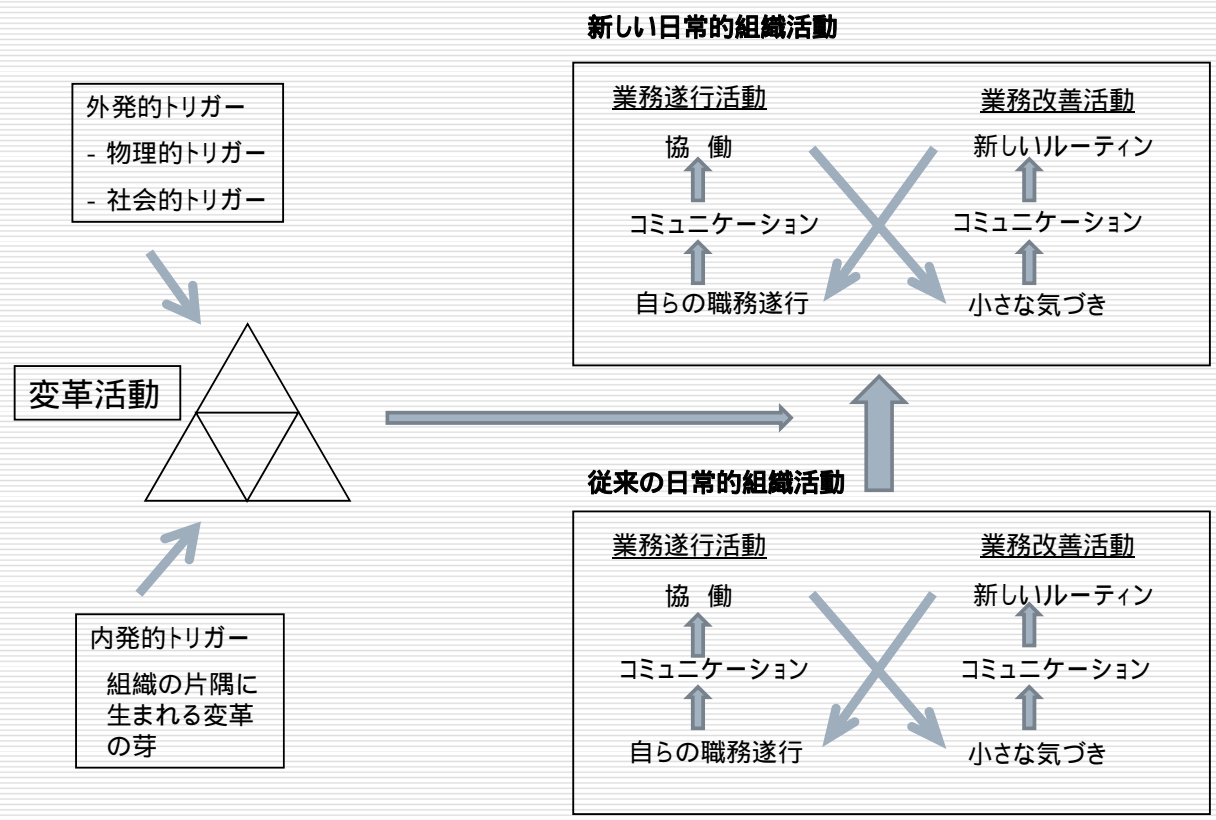 外発的トリガー
- 物理的トリガー
- 社会的トリガー
変革活動
内発的トリガー
組織の片隅に
生まれる変革
の芽
新しい日常的組織活動
業務遂行活動
協 働
コミュニケーション
自らの職務遂行
業務改善活動
新しいルーティン
コミュニケーション
小さな気づき
従来の日常的組織活動
業務遂行活動
協 働
コミュニケーション
自らの職務遂行
業務改善活動
新しいルーティン
コミュニケーション
小さな気づき